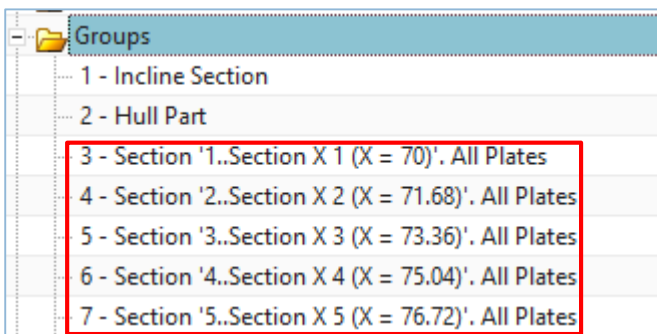 Groups
1 - Incline Section
2 - Hull Part
3 - Section '1..Section X 1 (X = 70)'. All Plates
4 - Section '2..Section X 2 (X = 71.68)'. All Plates
5 - Section '3..Section X 3 (X = 73.36)'. All Plates
6 - Section '4..Section X 4 (X = 75.04)'. All Plates
7 - Section '5..Section X 5 (X = 76.72)'. All Plates